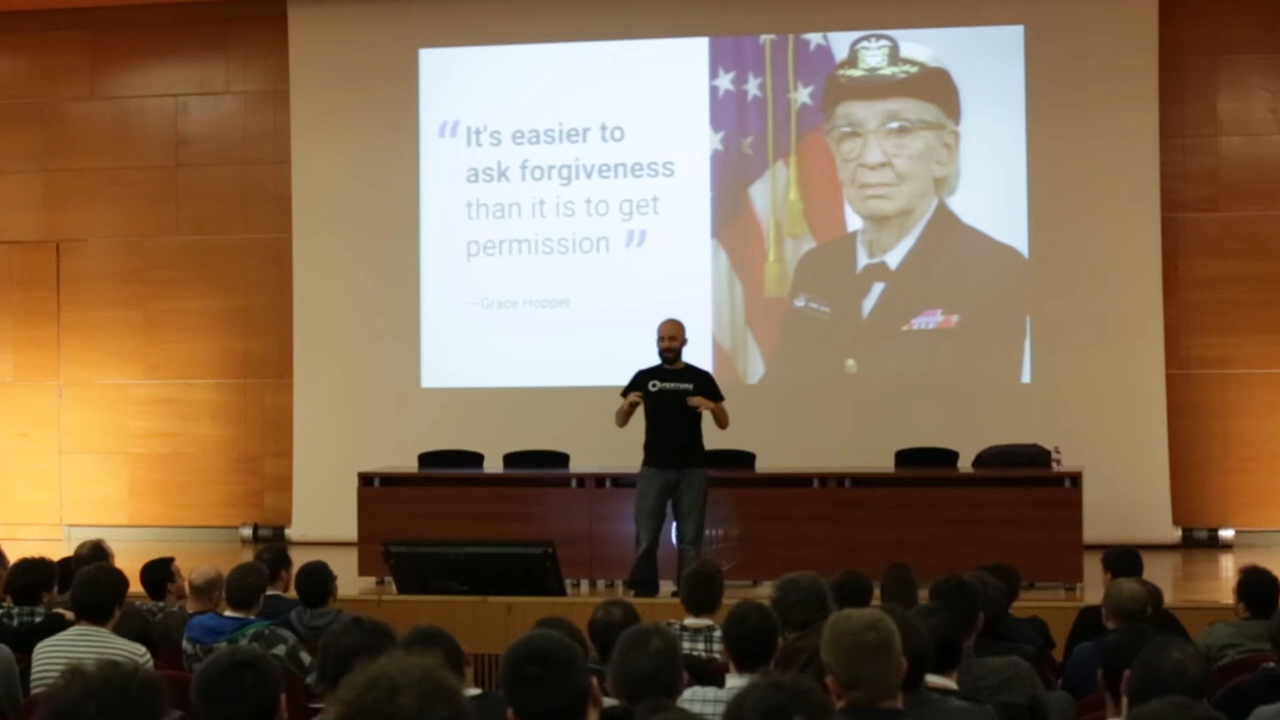 “ It's easier to
ask forgiveness
than it is to get
permission ”
– Grace Hopper